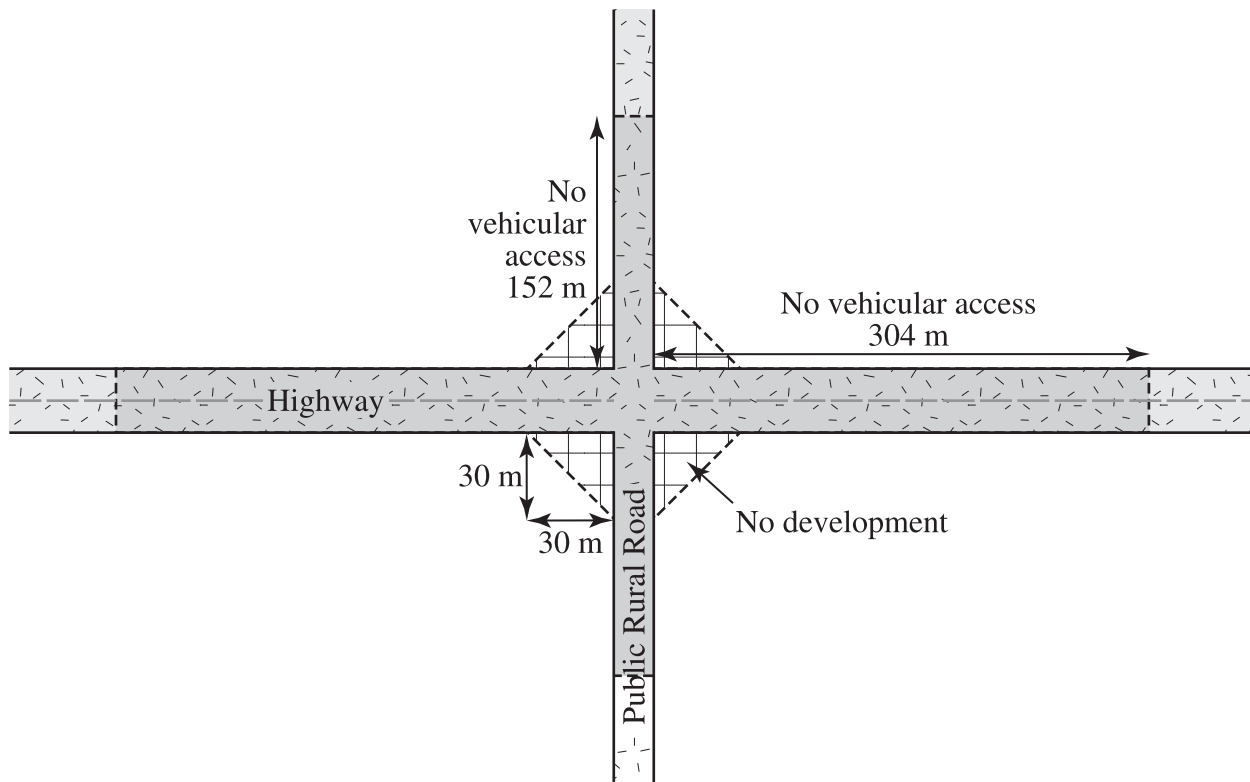 No
vehicular
access
152 m
No vehicular access
304 m
Highway
30 m
30 m
No development
Public Rural Road